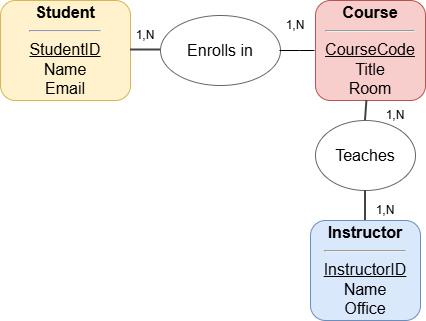 Student
StudentID
Name
Email
1,N
Enrolls in
1,N
Course
CourseCode
Title
Room
1,N
Teaches
1,N
Instructor
InstructorID
Name
Office